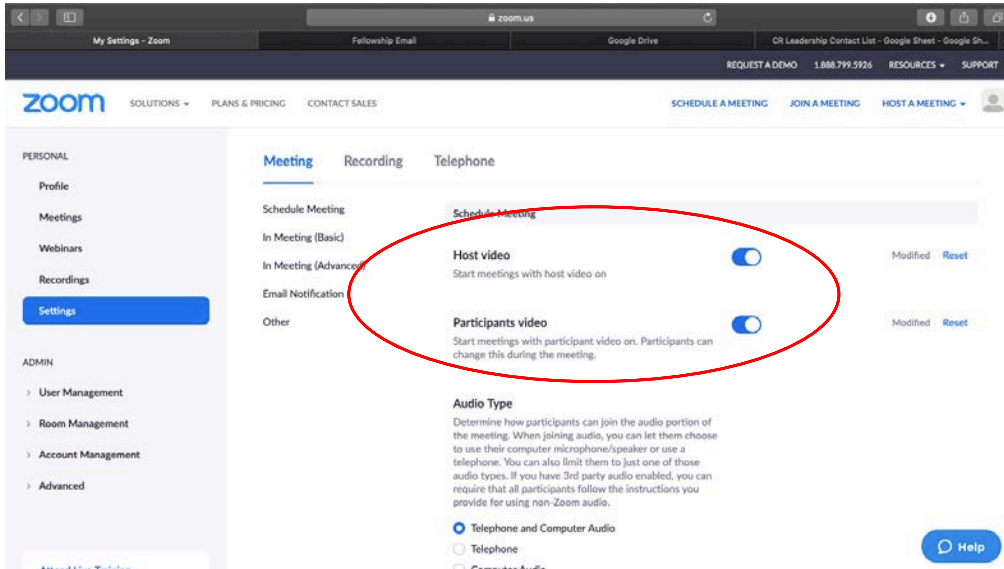 zoom.us
My Settings - Zoom
Fellowship Email
Google Drive
CR Leadership Contact List - Google Sheet - Google Sh...
REQUEST A DEMO 1.888.799.5926 RESOURCES SUPPORT
zoom SOLUTIONS PLANS & PRICING CONTACT SALES SCHEDULE A MEETING JOIN A MEETING HOST A MEETING
PERSONAL
Profile
Meetings
Webinars
Recordings
Settings
ADMIN
User Management
Room Management
Account Management
Advanced
Attend Live Training
Meeting Recording Telephone
Schedule Meeting
In Meeting (Basic)
In Meeting (Advanced)
Email Notification
Other
Schedule Meeting
Host video
Start meetings with host video on
Modified Reset
Participants video
Start meetings with participant video on. Participants can
change this during the meeting.
Modified Reset
Audio Type
Determine how participants can join the audio portion of
the meeting. When joining audio, you can let them choose
to use their computer microphone/speaker or use a
telephone. You can also limit them to just one of those
audio types. If you have 3rd party audio enabled, you can
require that all participants follow the instructions you
provide for using non-Zoom audio.
Telephone and Computer Audio
Telephone
Computer Audio
Help